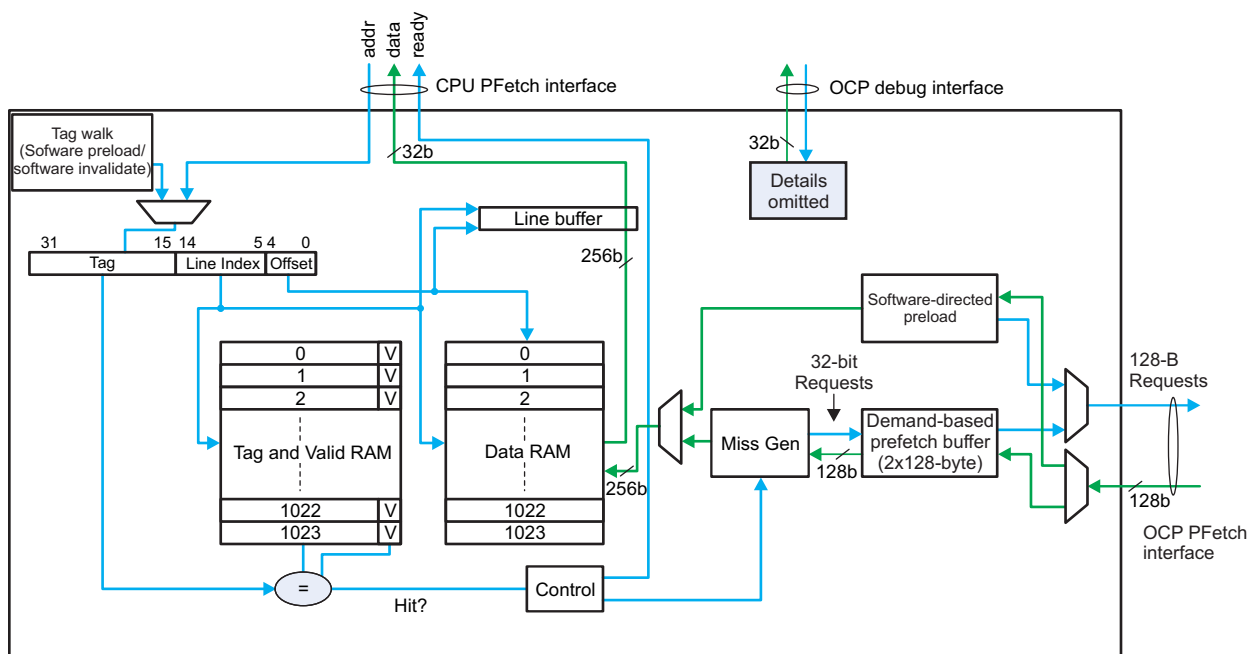 addr
data
ready
CPU PFetch interface
OCP debug interface
Tag walk
(Sofware preload/
software invalidate)
32b
32b
Details
omitted
Line buffer
31
15
14
5
4
0
Tag
Line Index
Offset
256b
Software-directed
preload
0
V
1
V
2
V
Tag and Valid RAM
1022
V
1023
V
0
1
2
Data RAM
1022
1023
256b
32-bit
Requests
128-B
Requests
Miss Gen
Demand-based
prefetch buffer
(2x128-byte)
128b
128b
OCP PFetch
interface
=
Hit?
Control